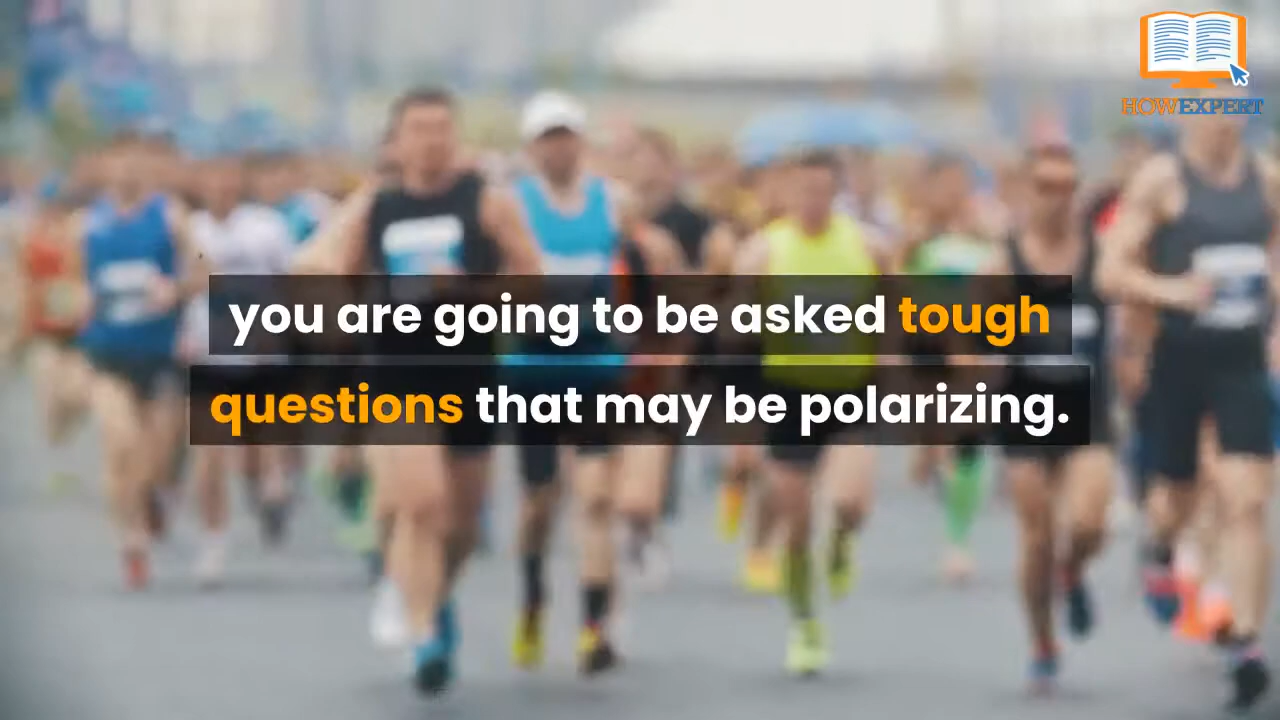 HOWEXPERT
you are going to be asked tough
questions that may be polarizing.